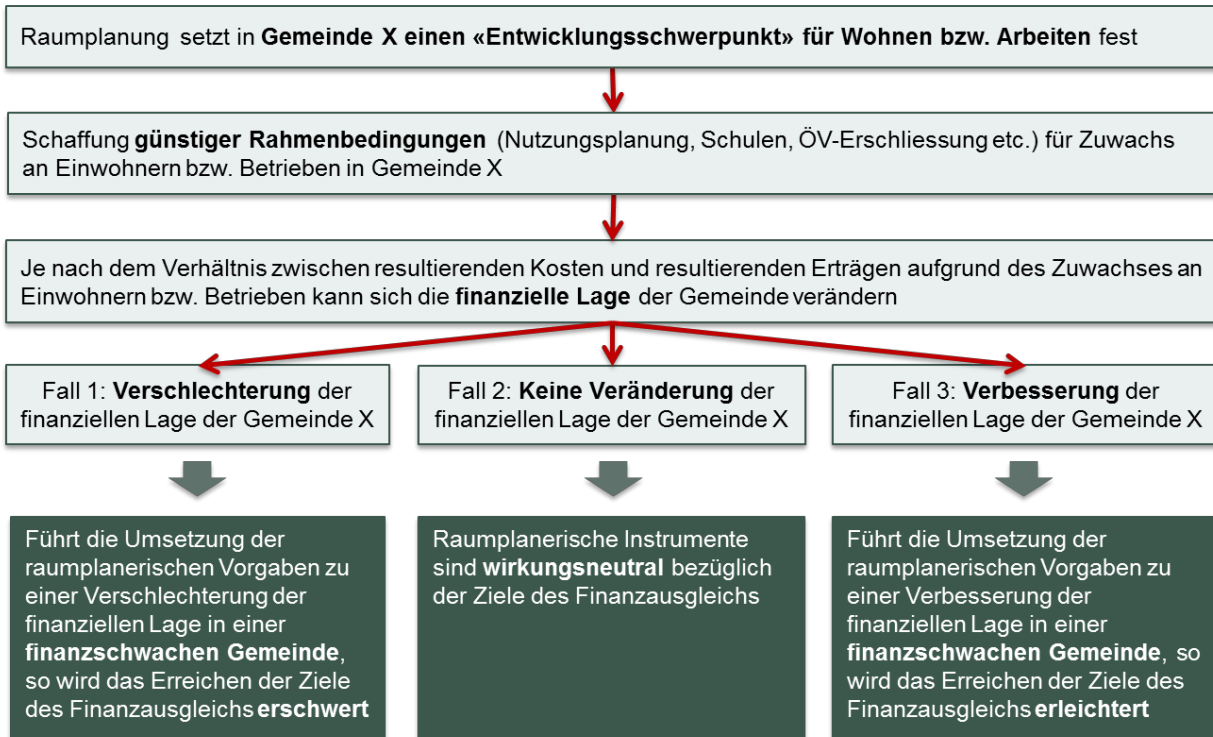 Raumplanung setzt in Gemeinde X einen «Entwicklungsschwerpunkt» für Wohnen bzw. Arbeiten fest
Schaffung günstiger Rahmenbedingungen (Nutzungsplanung, Schulen, ÖV-Erschliessung etc.) für Zuwachs
an Einwohnern bzw. Betrieben in Gemeinde X
Je nach dem Verhältnis zwischen resultierenden Kosten und resultierenden Erträgen aufgrund des Zuwachses an
Einwohnern bzw. Betrieben kann sich die finanzielle Lage der Gemeinde verändern
Fall 1: Verschlechterung der
finanziellen Lage der Gemeinde X
Fall 2: Keine Veränderung der
finanziellen Lage der Gemeinde X
Fall 3: Verbesserung der
finanziellen Lage der Gemeinde X
Führt die Umsetzung der
raumplanerischen Vorgaben zu
einer Verschlechterung der
finanziellen Lage in einer
finanzschwachen Gemeinde,
so wird das Erreichen der Ziele
des Finanzausgleichs erschwert
Raumplanerische Instrumente
sind wirkungsneutral bezüglich
der Ziele des Finanzausgleichs
Führt die Umsetzung der
raumplanerischen Vorgaben zu
einer Verbesserung der
finanziellen Lage in einer
finanzschwachen Gemeinde, so
wird das Erreichen der Ziele des
Finanzausgleichs erleichtert